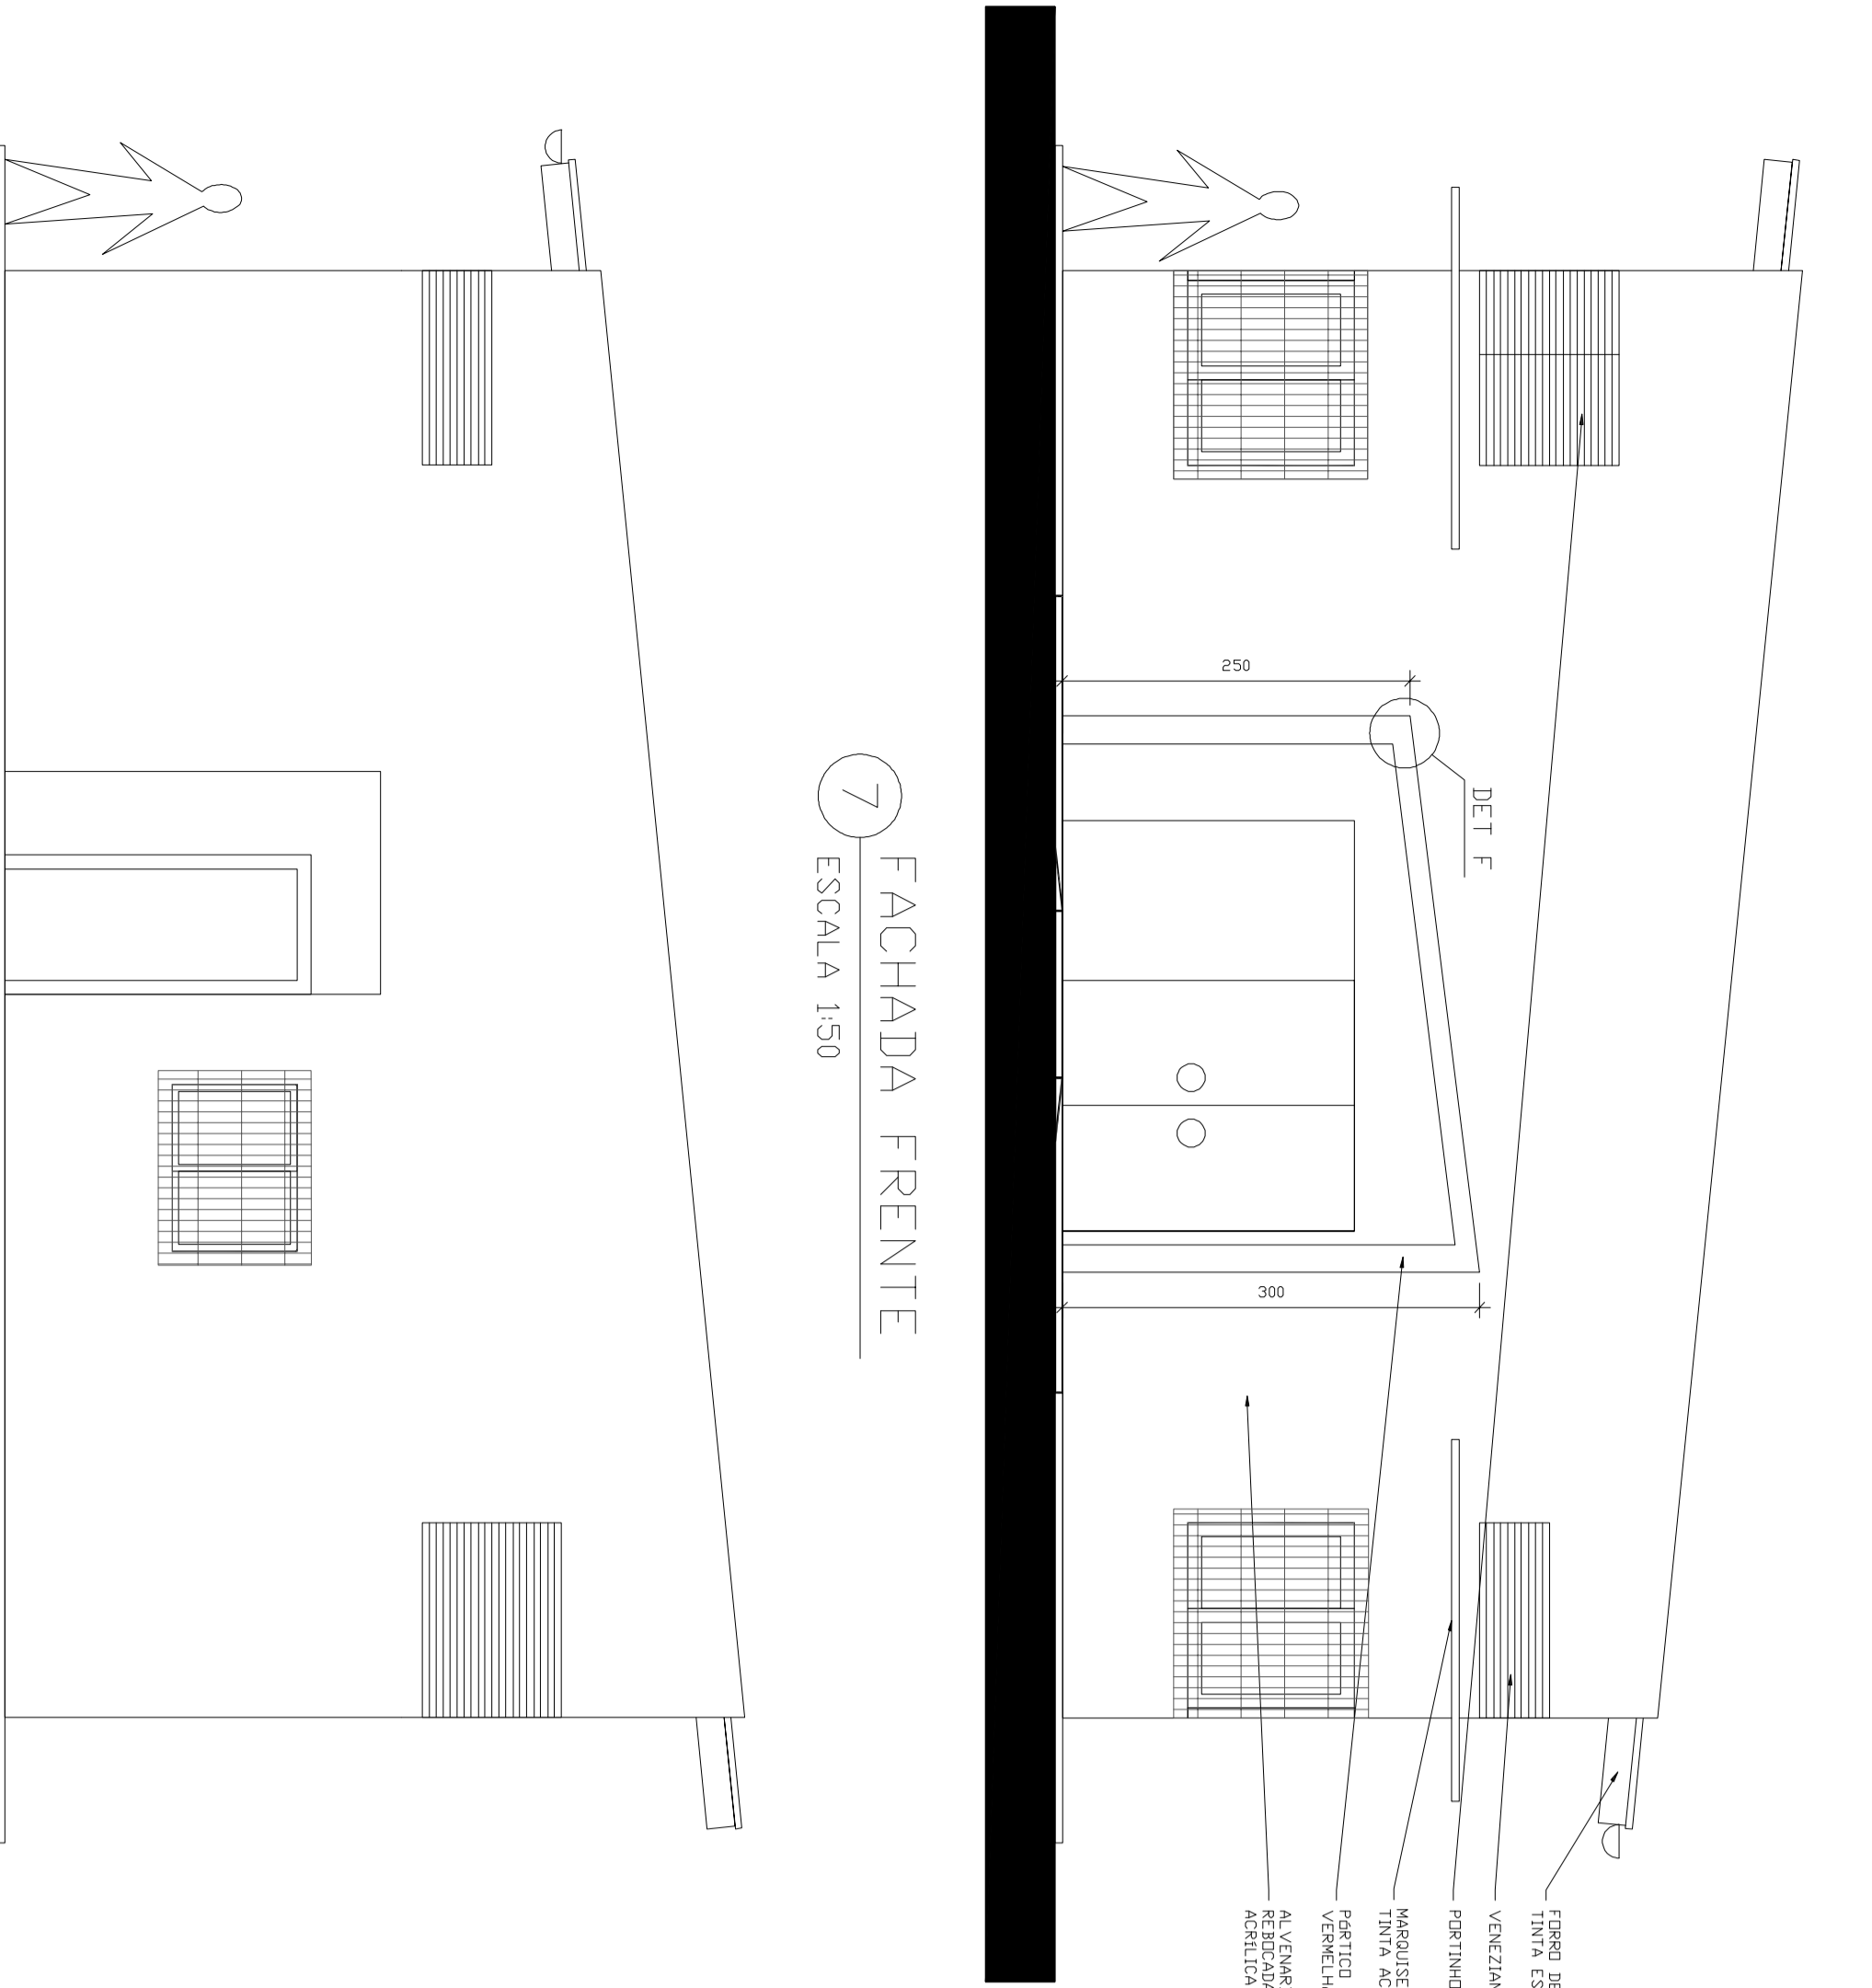 FORRO DE
TINTA ES
VENEZIAN
PORTINHO
MARQUISE
TINTA AC
PÓRTICO
VERMELHA
ALVENAR
REBOCADA
ACRÍLICA
DET F
250
300
7
FACHADA FRENTE
ESCALA 1:50